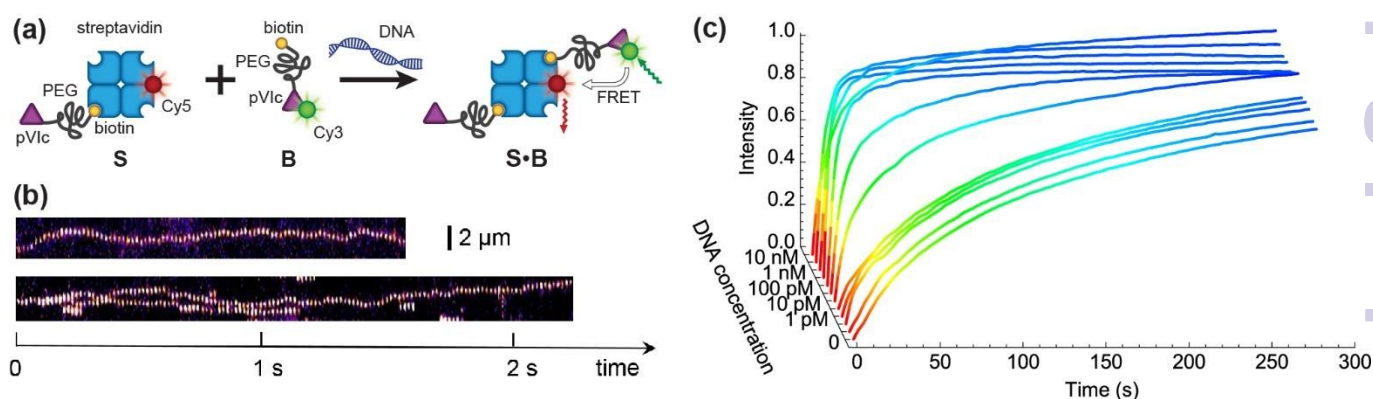 (a)
streptavidin
PEG
pVIc
biotin
Cy5
S
biotin
PEG
pVIc
Cy3
B
DNA
FRET
S•B
(b)
2 µm
0
1 s
2 s
time
(c)
Intensity
1.0
0.8
0.6
0.4
0.2
0.0
DNA concentration
10 nM
1 nM
100 pM
10 pM
1 pM
0
0
50
100
150
200
250
300
Time (s)